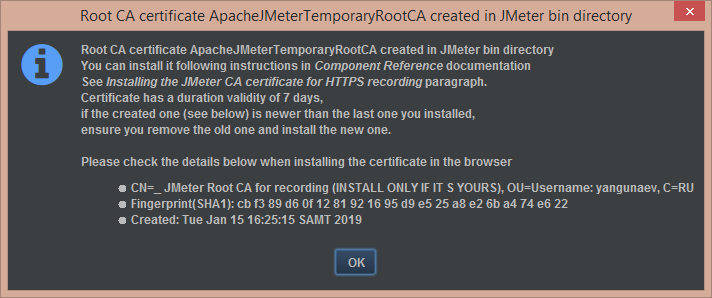 Root CA certificate ApacheJMeterTemporaryRootCA created in JMeter bin directory
Root CA certificate ApacheJMeterTemporaryRootCA created in JMeter bin directory
You can install it following instructions in Component Reference documentation
See Installing the JMeter CA certificate for HTTPS recording paragraph.
Certificate has a duration validity of 7 days,
if the created one (see below) is newer than the last one you installed,
ensure you remove the old one and install the new one.
Please check the details below when installing the certificate in the browser
CN=_ JMeter Root CA for recording (INSTALL ONLY IF IT S YOURS), OU=Username: yangunaev, C=RU
Fingerprint(SHA1): cb f3 89 d6 0f 12 81 92 16 95 d9 e5 25 a8 e2 6b a4 74 e6 22
Created: Tue Jan 15 16:25:15 SAMT 2019
OK